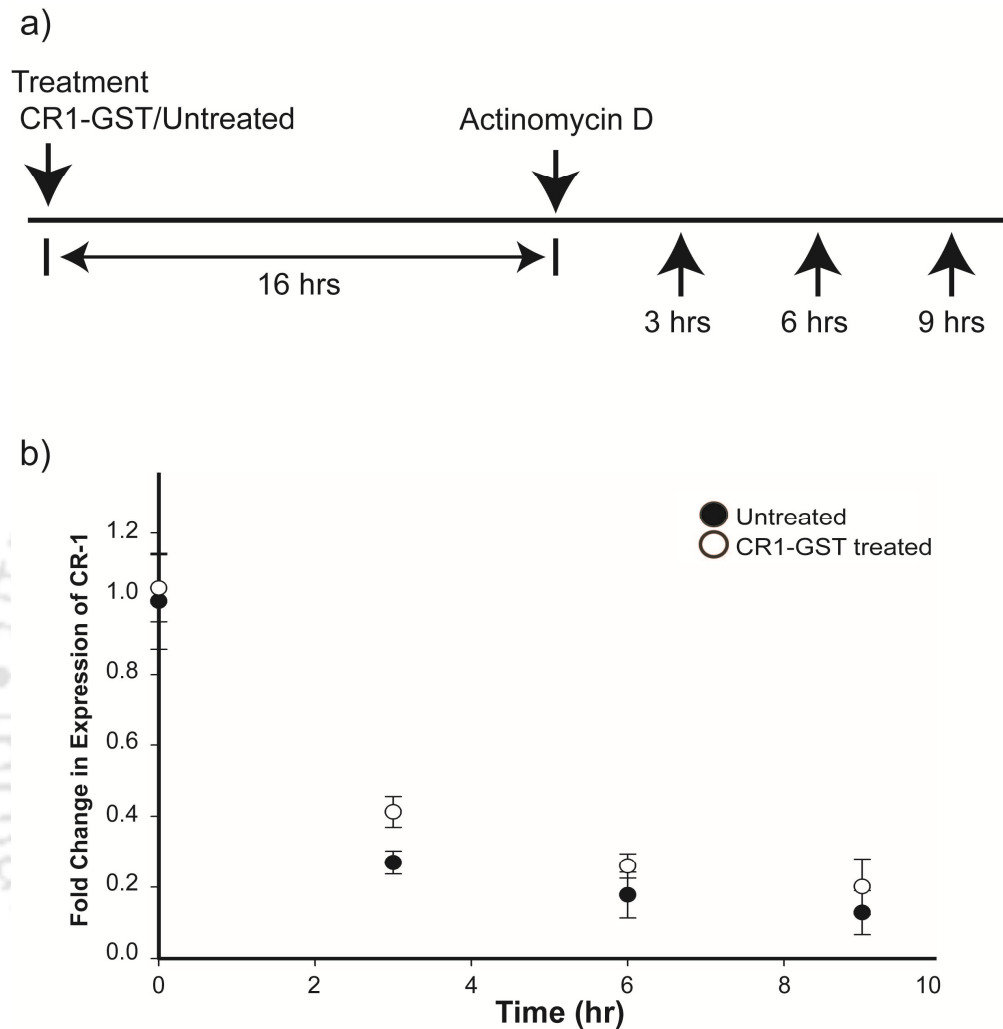 a)
Treatment
CR1-GST/Untreated
Actinomycin D
16 hrs
3 hrs
6 hrs
9 hrs
b)
Untreated
CR1-GST treated
Fold Change in Expression of CR-1
1.2
1.0
0.8
0.6
0.4
0.2
0.0
0 2 4 6 8 10
Time (hr)